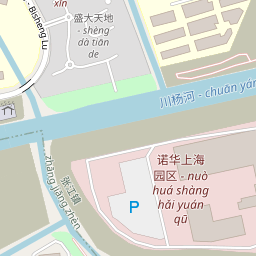 xīn
- Bisheng Lu
盛大天地
- shèng
dà tiān
de
川杨河 - chuān yán
诺华上海
园区 - nuò
huá shàng
hǎi yuán
qū
P
张江镇
zhāng jiāng zhèn